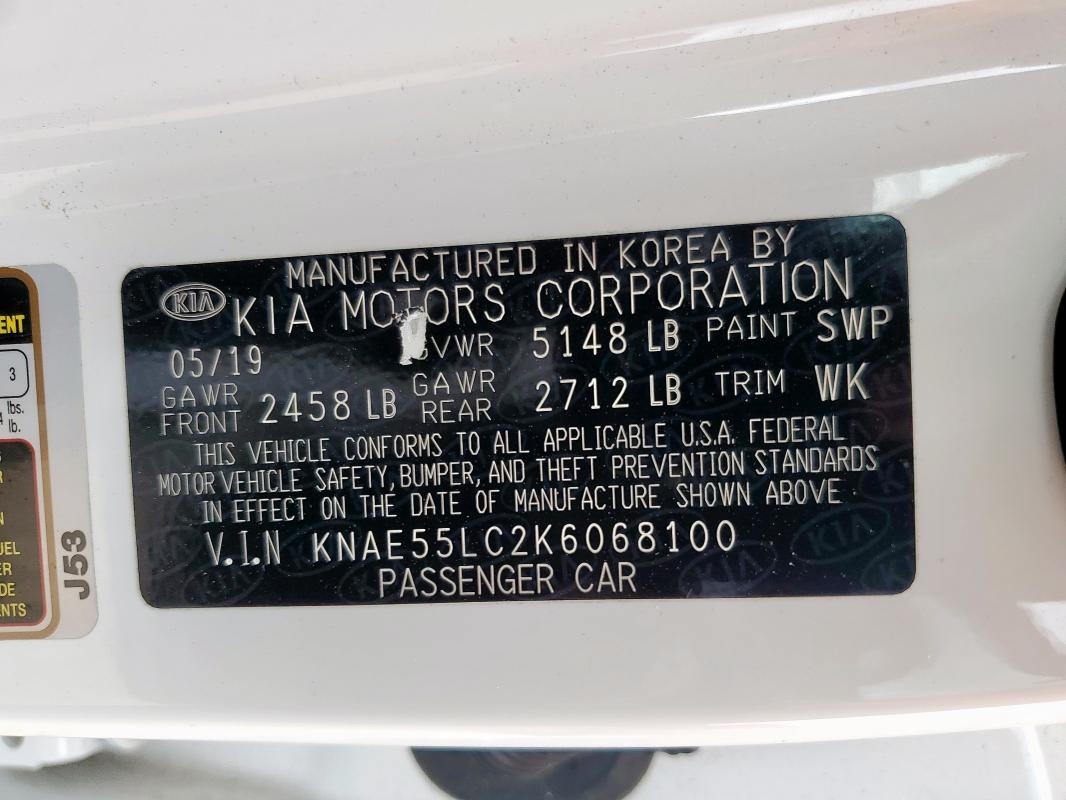 MANUFACTURED IN KOREA BY
KIA KIA MOTORS CORPORATION
05/19 GVWR 5148 LB PAINT SWP
GAWR FRONT 2458 LB GAWR REAR 2712 LB TRIM WK
THIS VEHICLE CONFORMS TO ALL APPLICABLE U.S.A. FEDERAL
MOTOR VEHICLE SAFETY, BUMPER, AND THEFT PREVENTION STANDARDS
IN EFFECT ON THE DATE OF MANUFACTURE SHOWN ABOVE
V.I.N KNAE55LC2K6068100
PASSENGER CAR
3
lbs.
lb.
J53